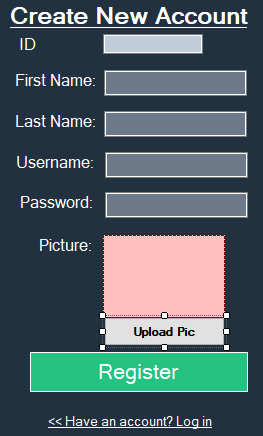 Create New Account
ID
First Name:
Last Name:
Username:
Password:
Picture:
Upload Pic
Register
<< Have an account? Log in